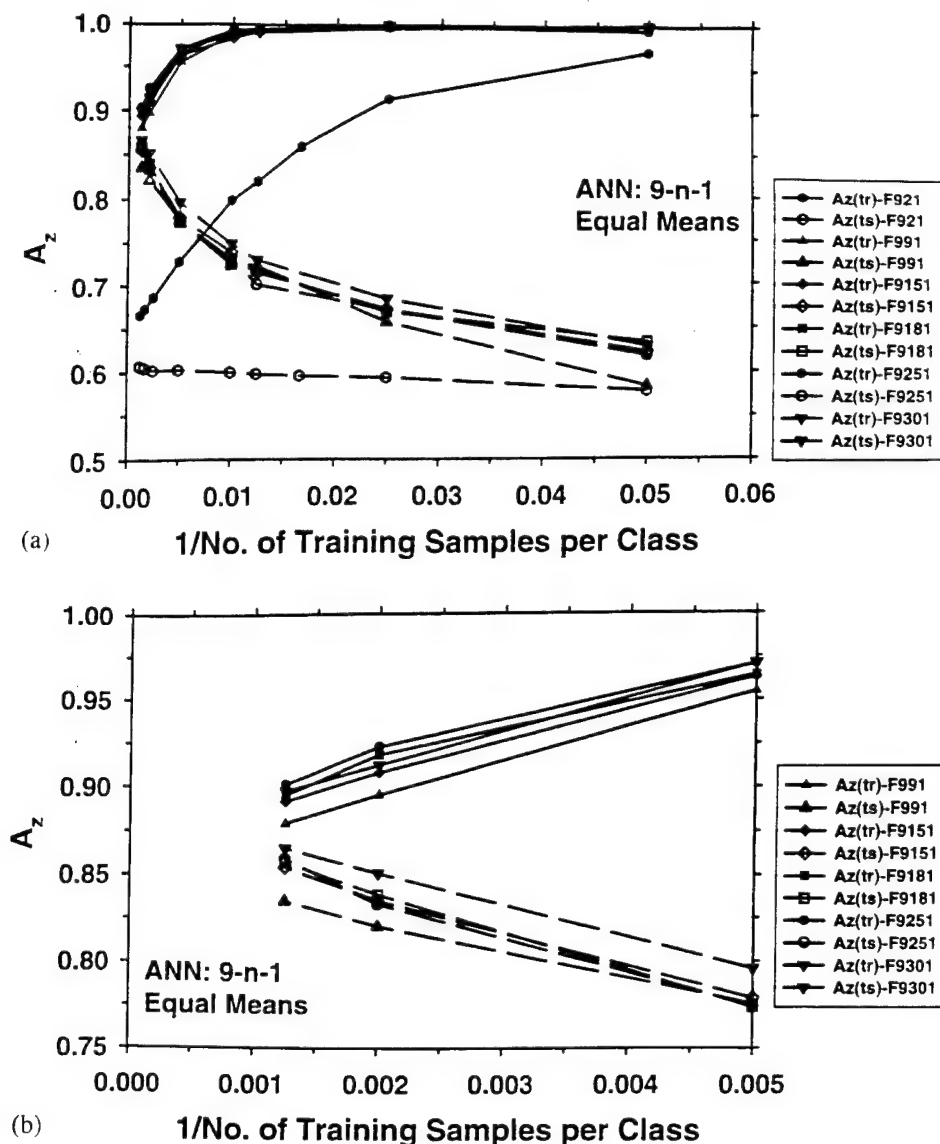 1.0
0.9
0.8
0.7
0.6
0.5
A_z
ANN: 9-n-1
Equal Means
Az(tr)-F921
Az(ts)-F921
Az(tr)-F991
Az(ts)-F991
Az(tr)-F9151
Az(ts)-F9151
Az(tr)-F9181
Az(ts)-F9181
Az(tr)-F9251
Az(ts)-F9251
Az(tr)-F9301
Az(ts)-F9301
0.00 0.01 0.02 0.03 0.04 0.05 0.06
(a) 1/No. of Training Samples per Class
1.00
0.95
0.90
0.85
0.80
0.75
A_z
ANN: 9-n-1
Equal Means
Az(tr)-F991
Az(ts)-F991
Az(tr)-F9151
Az(ts)-F9151
Az(tr)-F9181
Az(ts)-F9181
Az(tr)-F9251
Az(ts)-F9251
Az(tr)-F9301
Az(ts)-F9301
0.000 0.001 0.002 0.003 0.004 0.005
(b) 1/No. of Training Samples per Class